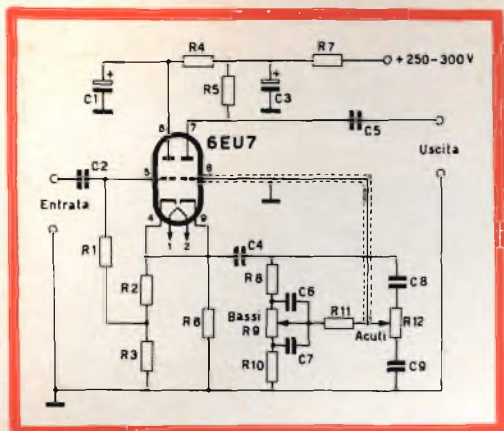 R4
R7
+250-300V
+
C1
R5
+
C3
6
7
6EU7
C5
Uscita
C2
5
8
Entrata
4
1
2
9
C4
R1
R2
R8
C6
C8
Bassi
R9
R11
R12
R6
Acuti
C7
R3
R10
C9